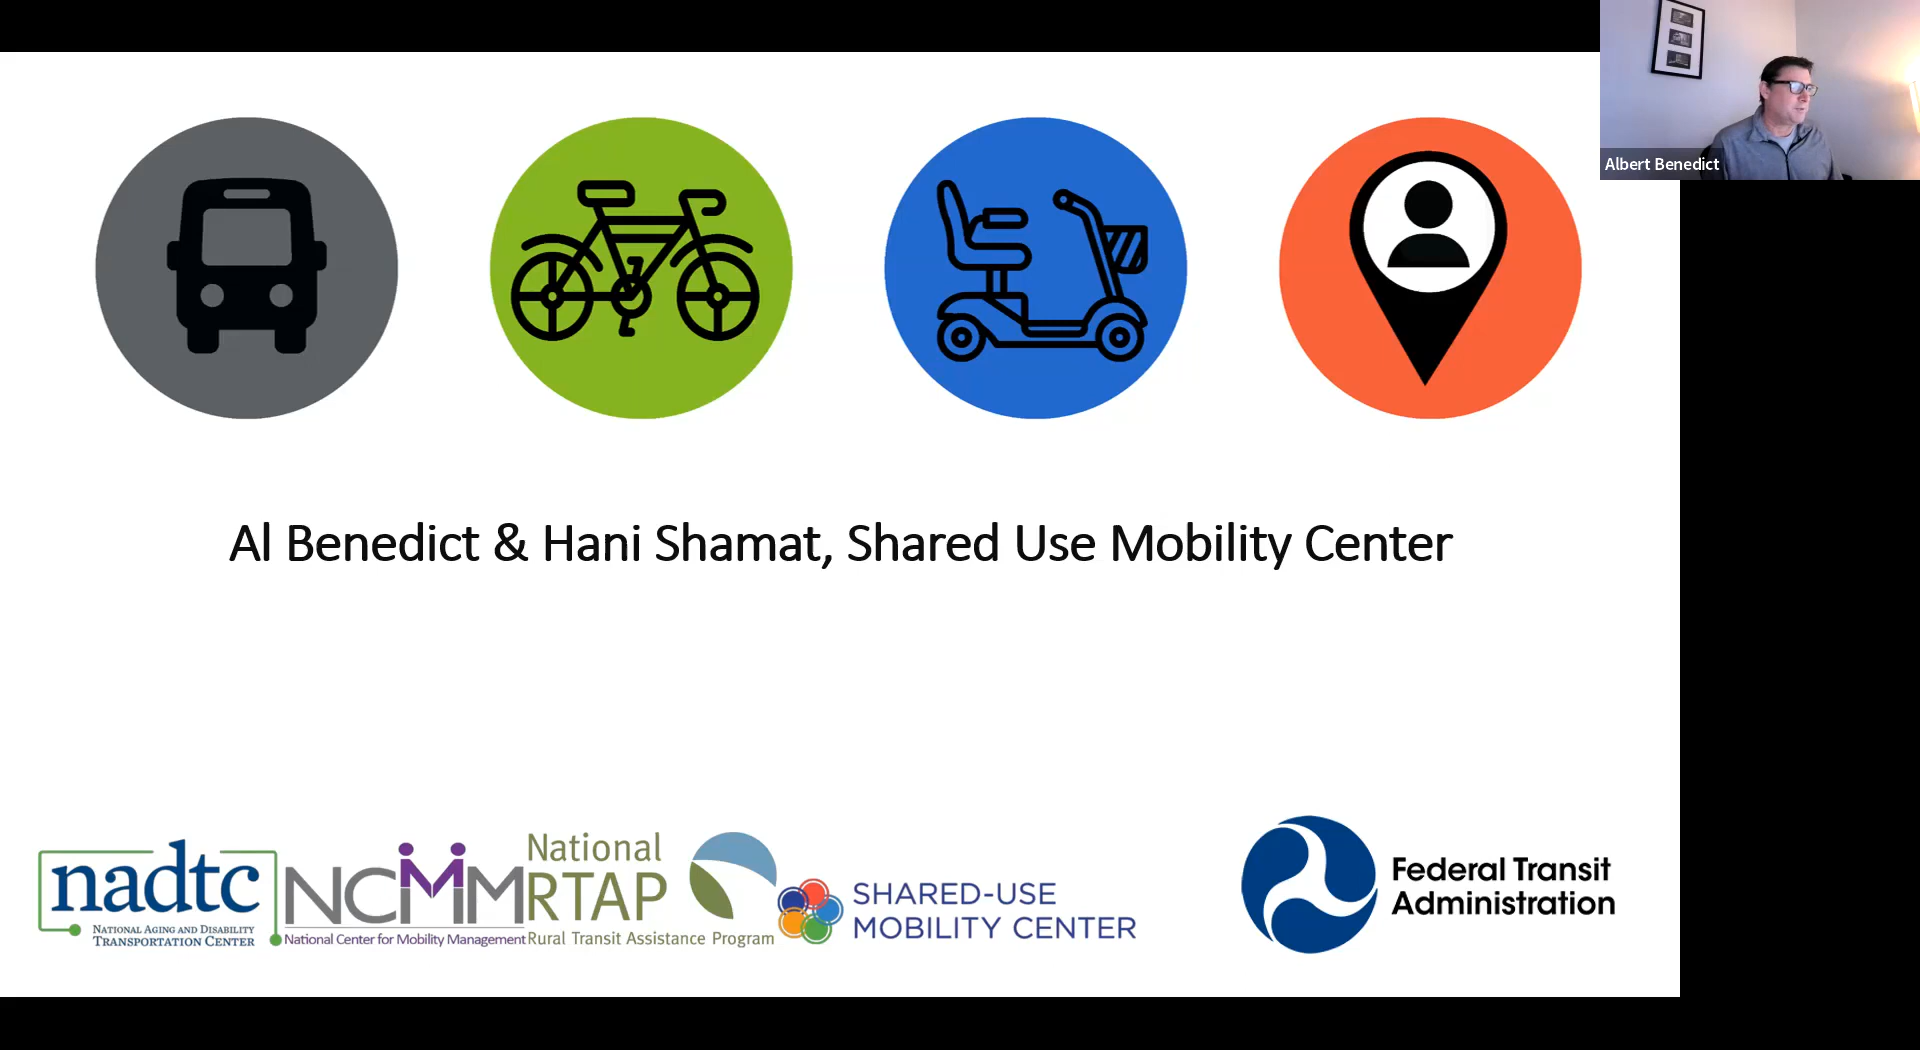 Albert Benedict
Al Benedict & Hani Shamat, Shared Use Mobility Center
nadtc
NATIONAL AGING AND DISABILITY
TRANSPORTATION CENTER
NCMM
National Center for Mobility Management
National
RTAP
Rural Transit Assistance Program
SHARED-USE
MOBILITY CENTER
Federal Transit
Administration